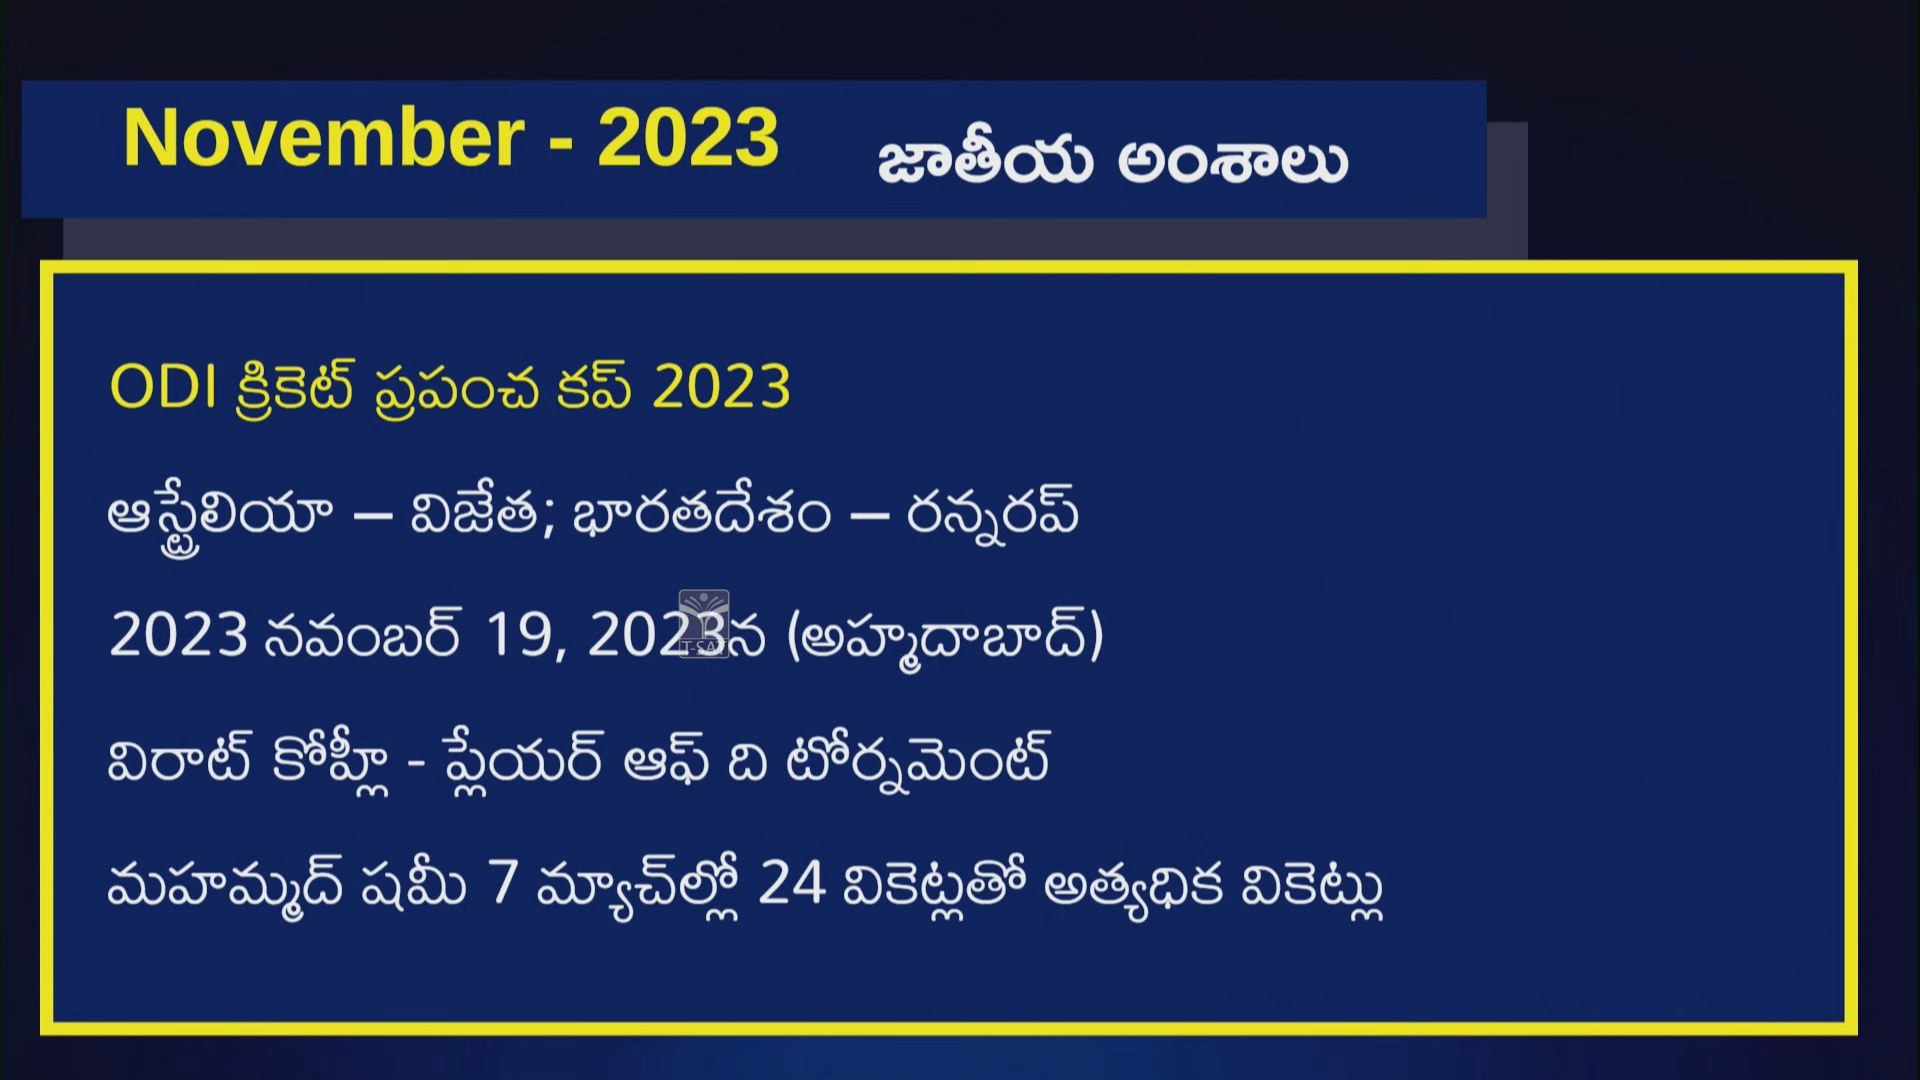 November - 2023 జాతీయ అంశాలు
ODI క్రికెట్ ప్రపంచ కప్ 2023
ఆస్ట్రేలియా – విజేత; భారతదేశం – రన్నరప్
2023 నవంబర్ 19, 2023న (అహ్మదాబాద్)
T-SAT
విరాట్ కోహ్లీ - ప్లేయర్ ఆఫ్ ది టోర్నమెంట్
మహమ్మద్ షమీ 7 మ్యాచ్‌ల్లో 24 వికెట్లతో అత్యధిక వికెట్లు